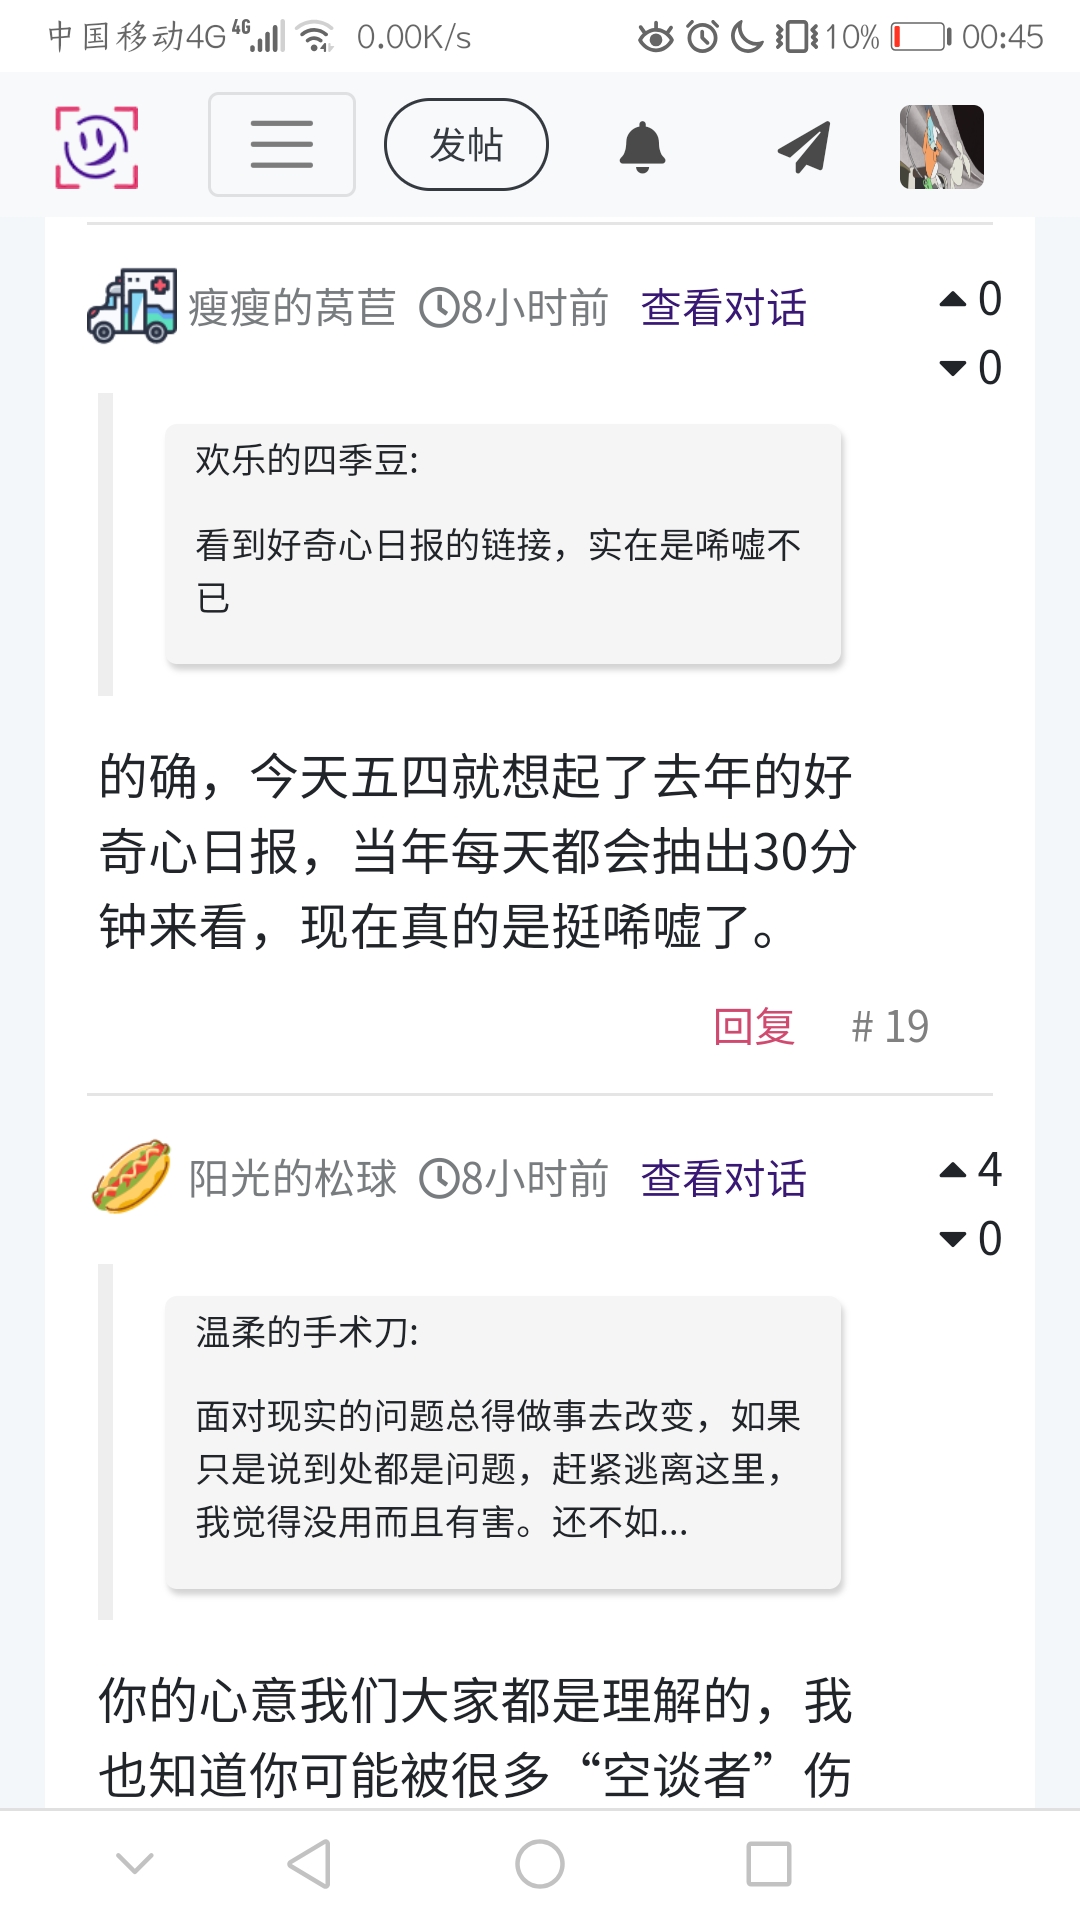 中国移动4G 4G 0.00K/s 10% 00:45
发帖
瘦瘦的莴苣 8小时前 查看对话 0
0
欢乐的四季豆:
看到好奇心日报的链接，实在是唏嘘不
已
的确，今天五四就想起了去年的好
奇心日报，当年每天都会抽出30分
钟来看，现在真的是挺唏嘘了。
回复 # 19
阳光的松球 8小时前 查看对话 4
0
温柔的手术刀:
面对现实的问题总得做事去改变，如果
只是说到处都是问题，赶紧逃离这里，
我觉得没用而且有害。还不如...
你的心意我们大家都是理解的，我
也知道你可能被很多“空谈者”伤